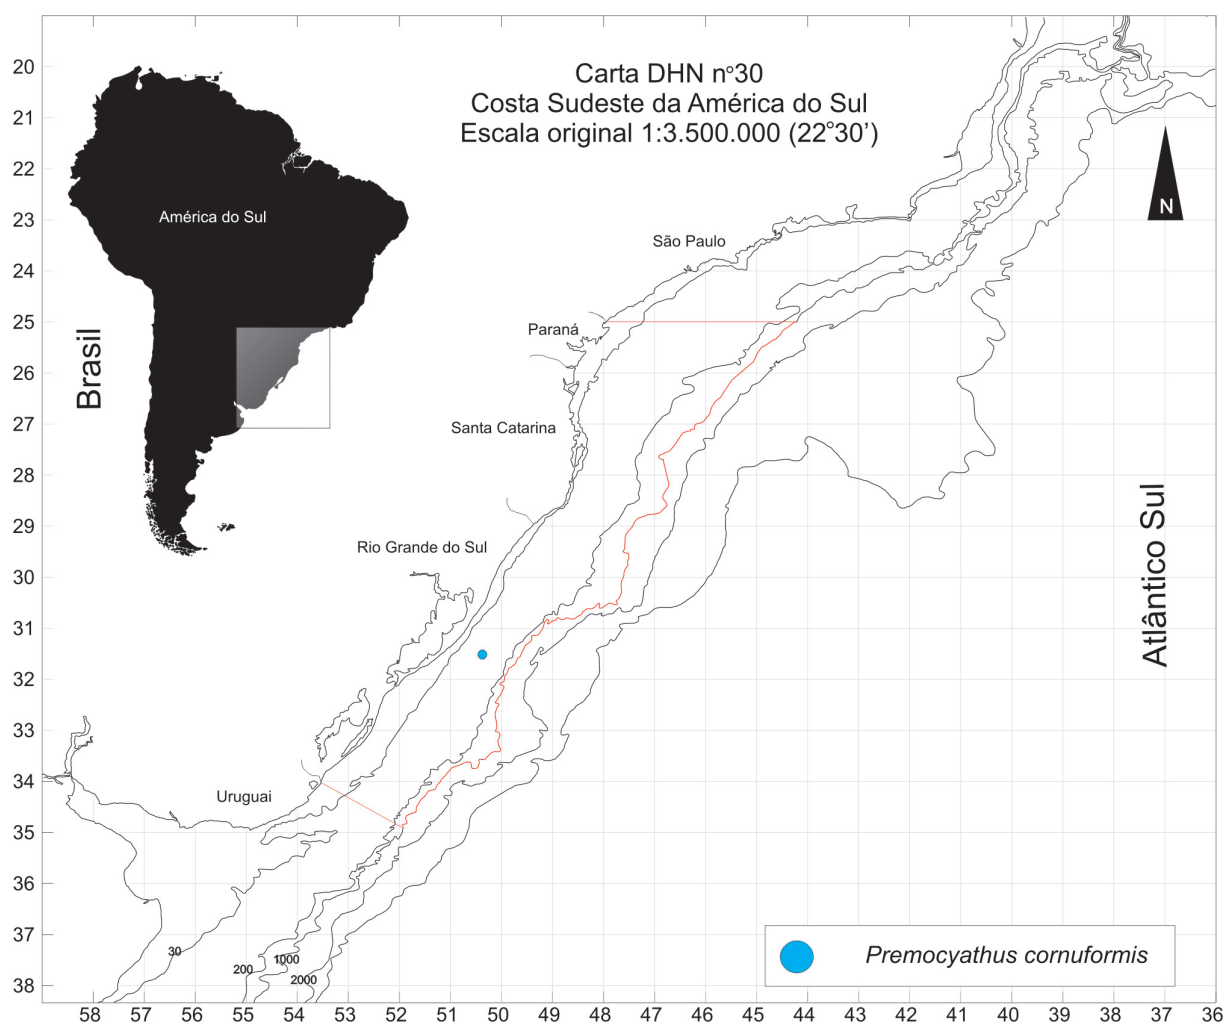 Carta DHN nº30
Costa Sudeste da América do Sul
Escala original 1:3.500.000 (22°30’)
20
21
22
23
24
25
26
27
28
29
30
31
32
33
34
35
36
37
38
América do Sul
Brasil
N
São Paulo
Paraná
Santa Catarina
Rio Grande do Sul
Uruguai
Atlântico Sul
30
200
1000
2000
Premocyathus cornuformis
58 57 56 55 54 53 52 51 50 49 48 47 46 45 44 43 42 41 40 39 38 37 36